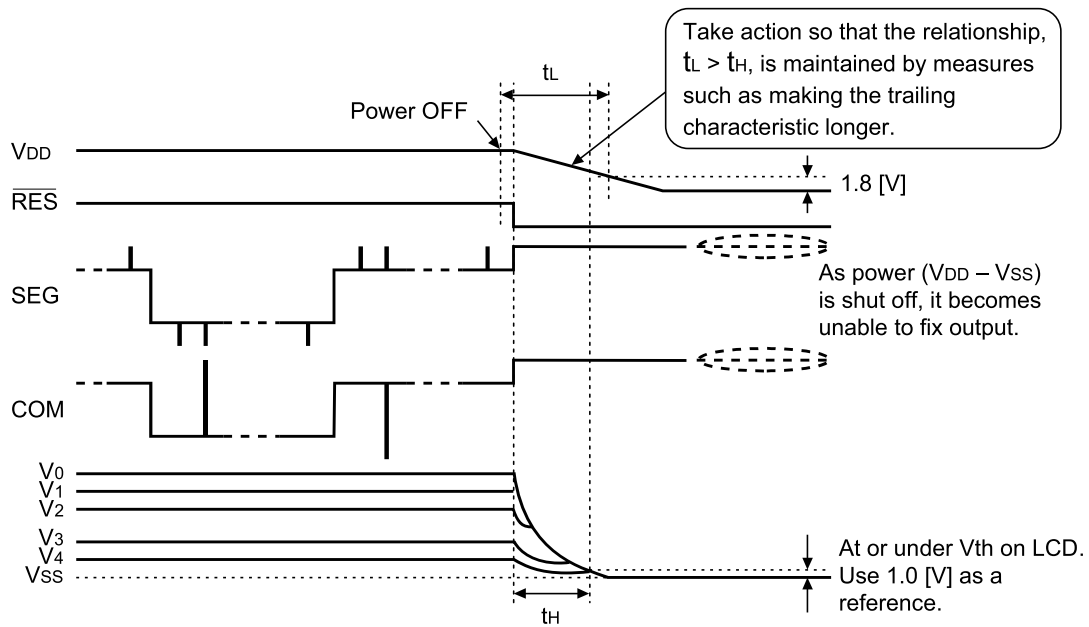 Take action so that the relationship,
tL > tH, is maintained by measures
such as making the trailing
characteristic longer.
tL
Power OFF
VDD
1.8 [V]
RES
SEG
As power (VDD – VSS)
is shut off, it becomes
unable to fix output.
COM
V0
V1
V2
V3
V4
VSS
At or under Vth on LCD.
Use 1.0 [V] as a
reference.
tH